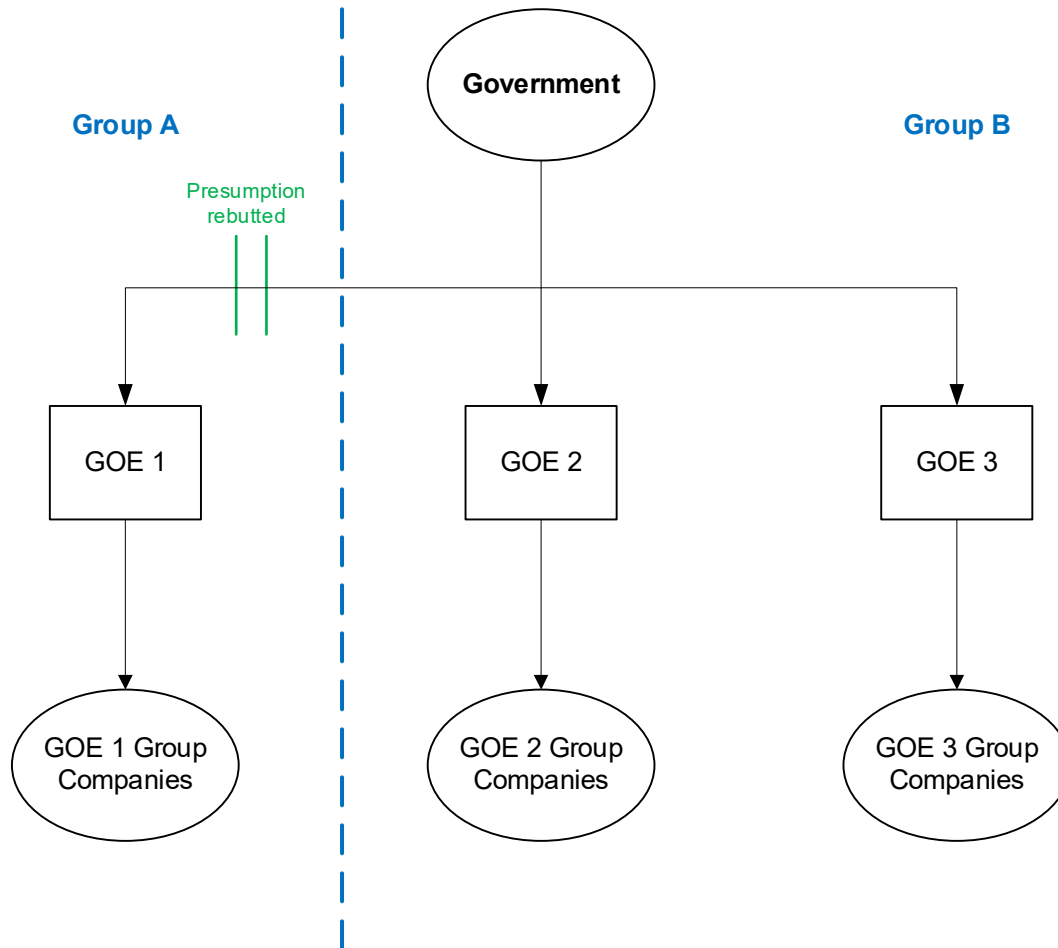 Government
Group A
Group B
Presumption
rebutted
GOE 1
GOE 2
GOE 3
GOE 1 Group
Companies
GOE 2 Group
Companies
GOE 3 Group
Companies